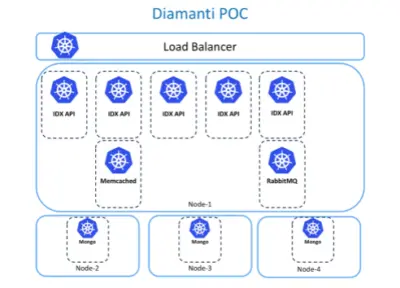 Diamanti POC
Load Balancer
IDX API IDX API IDX API IDX API IDX API
Memcached RabbitMQ
Node-1
Mongo Mongo Mongo
Node-2 Node-3 Node-4